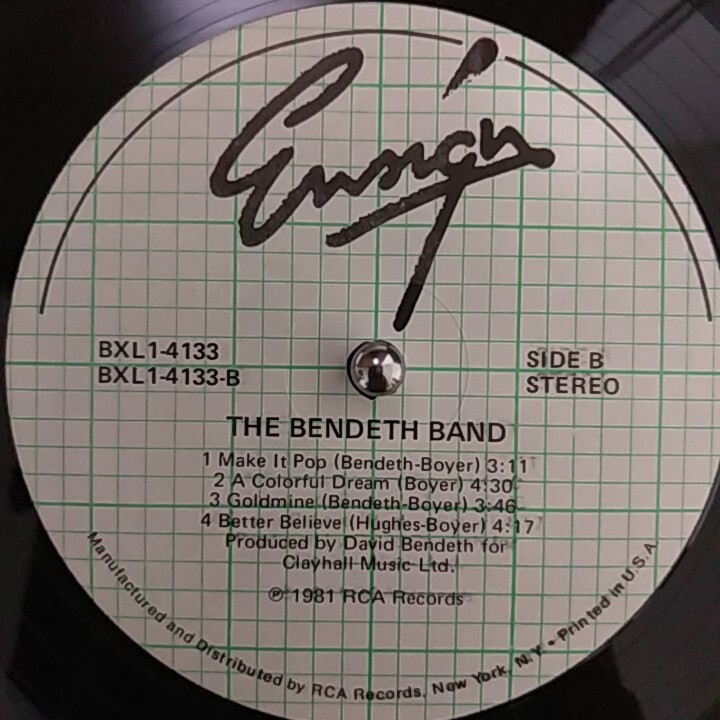 Ensign
BXL1-4133
BXL1-4133-B
SIDE B
STEREO
THE BENDETH BAND
1 Make It Pop (Bendeth-Boyer) 3:11
2 A Colorful Dream (Boyer) 4:30
3 Goldmine (Bendeth-Boyer) 3:46
4 Better Believe (Hughes-Boyer) 4:17
Produced by David Bendeth for
Clayhall Music Ltd.
℗ 1981 RCA Records
Manufactured and Distributed by RCA Records, New York, N.Y • Printed in U.S.A